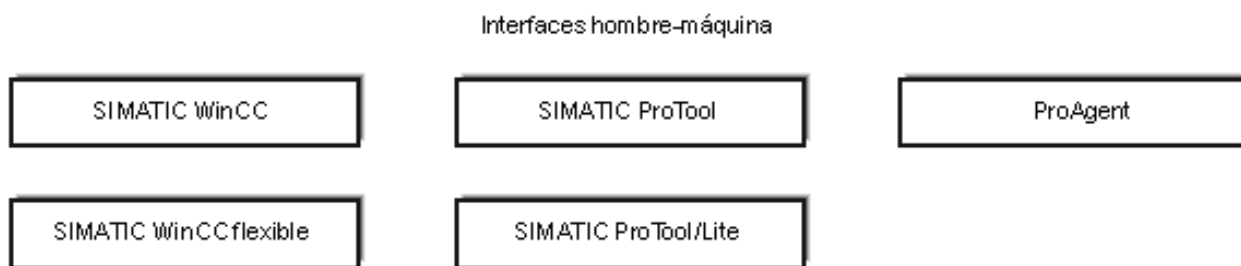 Interfaces hombre-máquina
SIMATIC WinCC
SIMATIC ProTool
ProAgent
SIMATIC WinCC flexible
SIMATIC ProTool/Lite